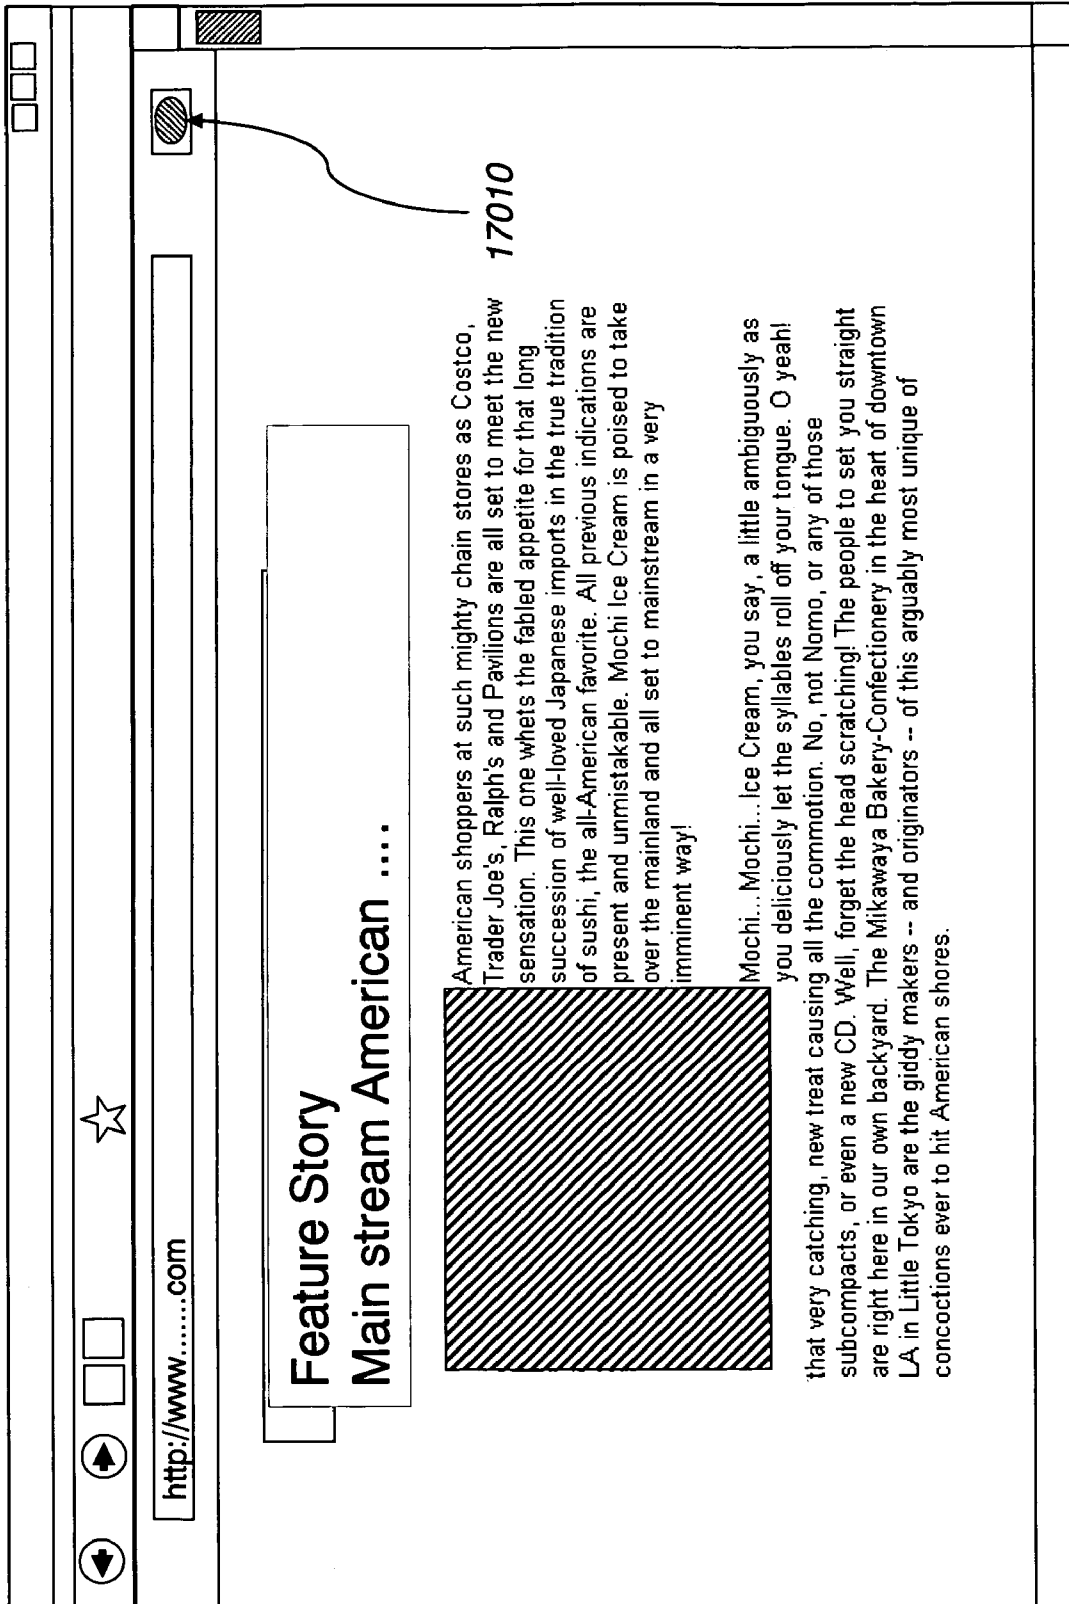 http://www.......com
17010
Feature Story
Main stream American ....
American shoppers at such mighty chain stores as Costco,
Trader Joe's, Ralph's and Pavilions are all set to meet the new
sensation. This one whets the fabled appetite for that long
succession of well-loved Japanese imports in the true tradition
of sushi, the all-American favorite. All previous indications are
present and unmistakable. Mochi Ice Cream is poised to take
over the mainland and all set to mainstream in a very
imminent way!
Mochi...Mochi...Ice Cream, you say, a little ambiguously as
you deliciously let the syllables roll off your tongue. O yeah!
that very catching, new treat causing all the commotion. No, not Nomo, or any of those
subcompacts, or even a new CD. Well, forget the head scratching! The people to set you straight
are right here in our own backyard. The Mikawaya Bakery-Confectionery in the heart of downtown
LA in Little Tokyo are the giddy makers -- and originators -- of this arguably most unique of
concoctions ever to hit American shores.